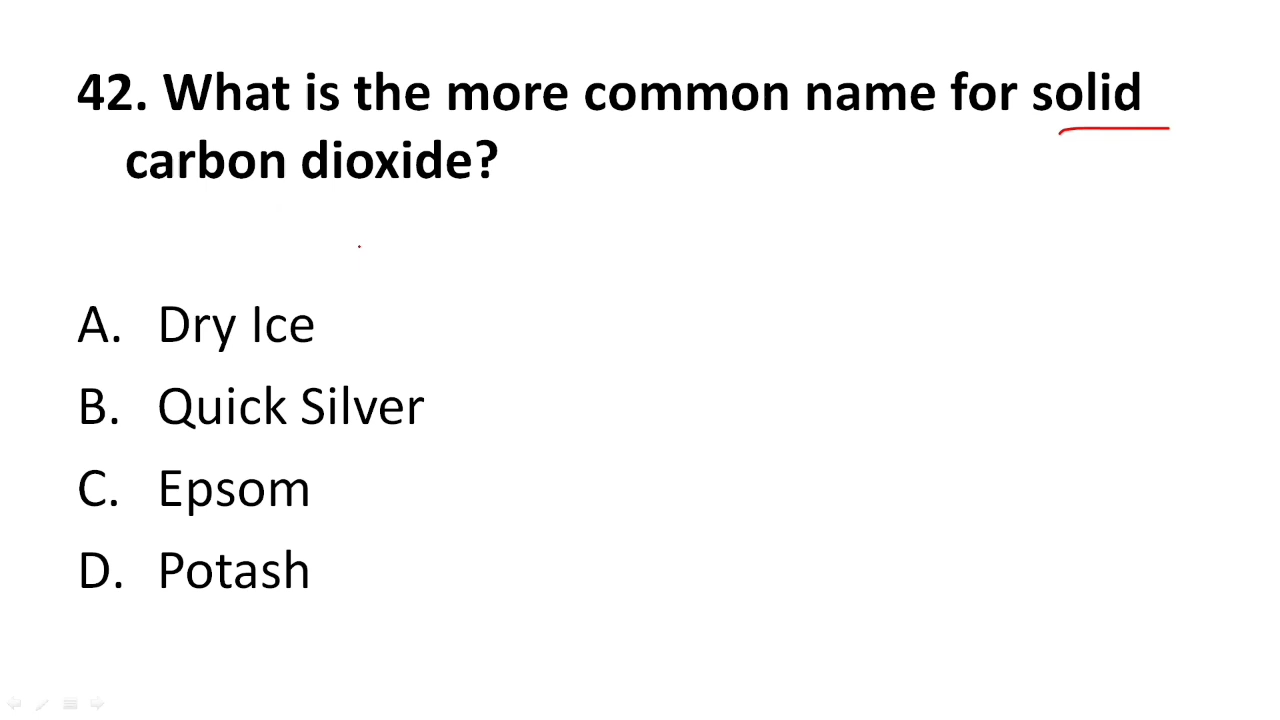 42. What is the more common name for solid
carbon dioxide?
A. Dry Ice
B. Quick Silver
C. Epsom
D. Potash